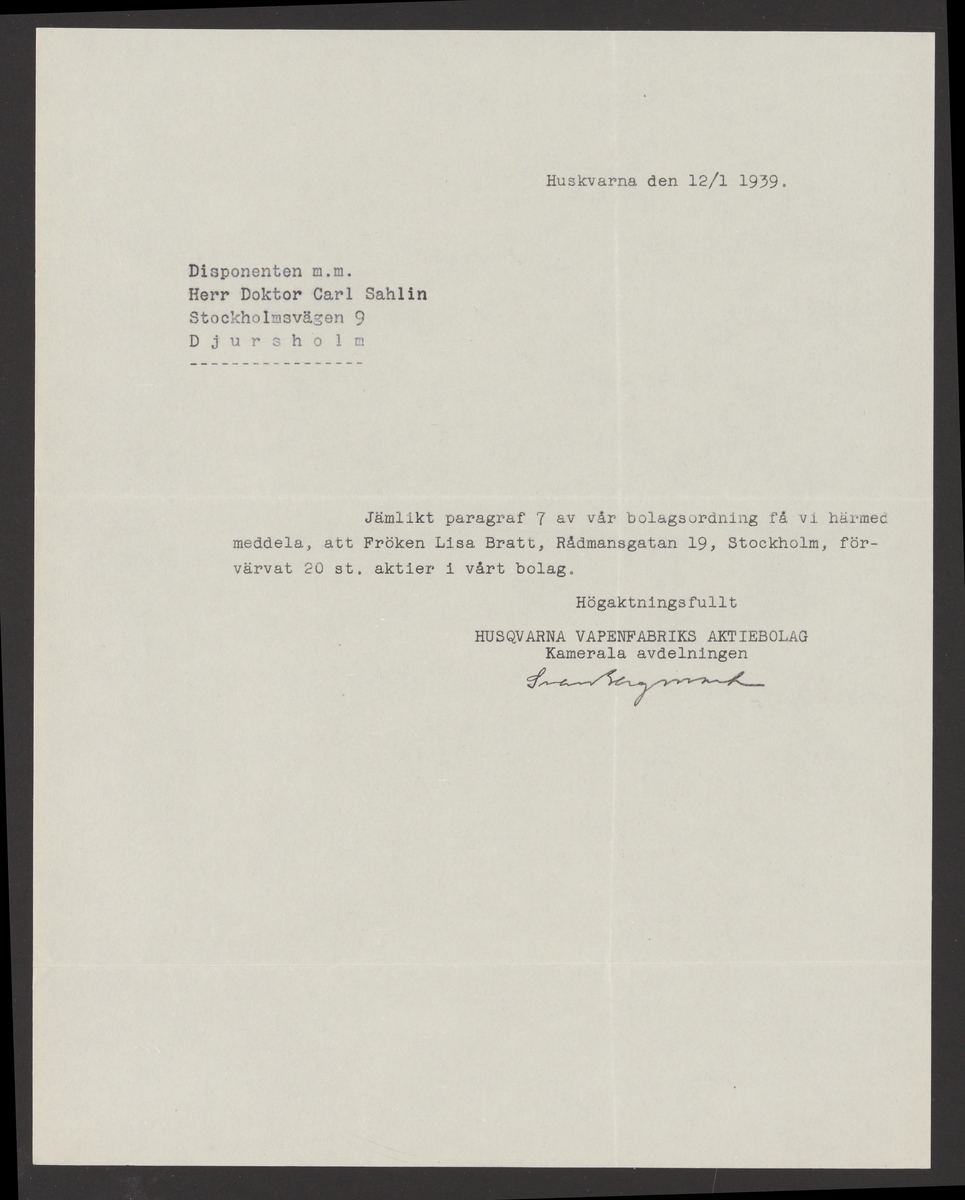 Huskvarna den 12/1 1939.
Disponenten m.m.
Herr Doktor Carl Sahlin
Stockholmsvägen 9
D j u r s h o l m
-----------------
Jämlikt paragraf 7 av vår bolagsordning få vi härmed
meddela, att Fröken Lisa Bratt, Rådmansgatan 19, Stockholm, för-
värvat 20 st. aktier i vårt bolag.
Högaktningsfullt
HUSQVARNA VAPENFABRIKS AKTIEBOLAG
Kamerala avdelningen
Sven Bergmark